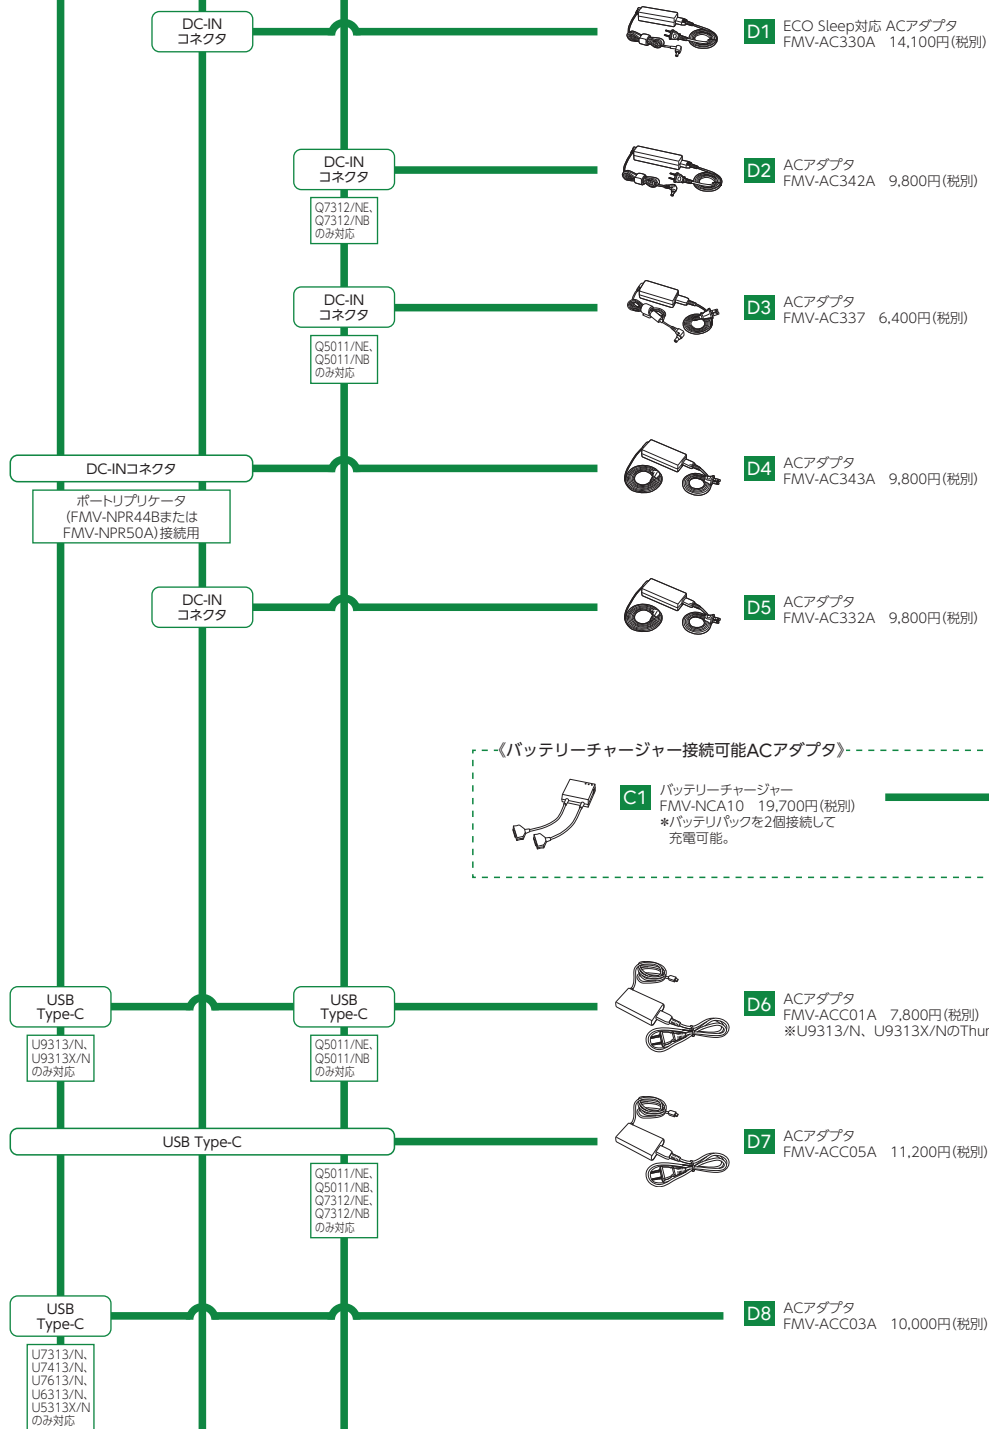 DC-IN
コネクタ
D1
ECO Sleep対応 ACアダプタ
FMV-AC330A 14,100円(税別)
DC-IN
コネクタ
Q7312/NE、
Q7312/NB
のみ対応
D2
ACアダプタ
FMV-AC342A 9,800円(税別)
DC-IN
コネクタ
Q5011/NE、
Q5011/NB
のみ対応
D3
ACアダプタ
FMV-AC337 6,400円(税別)
DC-INコネクタ
ポートリプリケータ
(FMV-NPR44Bまたは
FMV-NPR50A)接続用
D4
ACアダプタ
FMV-AC343A 9,800円(税別)
DC-IN
コネクタ
D5
ACアダプタ
FMV-AC332A 9,800円(税別)
《バッテリーチャージャー接続可能ACアダプタ》
C1
バッテリーチャージャー
FMV-NCA10 19,700円(税別)
*バッテリパックを2個接続して
充電可能。
USB
Type-C
U9313/N、
U9313X/N
のみ対応
USB
Type-C
Q5011/NE、
Q5011/NB
のみ対応
D6
ACアダプタ
FMV-ACC01A 7,800円(税別)
※U9313/N、U9313X/NのThun
USB Type-C
Q5011/NE、
Q5011/NB、
Q7312/NE、
Q7312/NB
のみ対応
D7
ACアダプタ
FMV-ACC05A 11,200円(税別)
USB
Type-C
U7313/N、
U7413/N、
U7613/N、
U6313/N、
U5313X/N
のみ対応
D8
ACアダプタ
FMV-ACC03A 10,000円(税別)